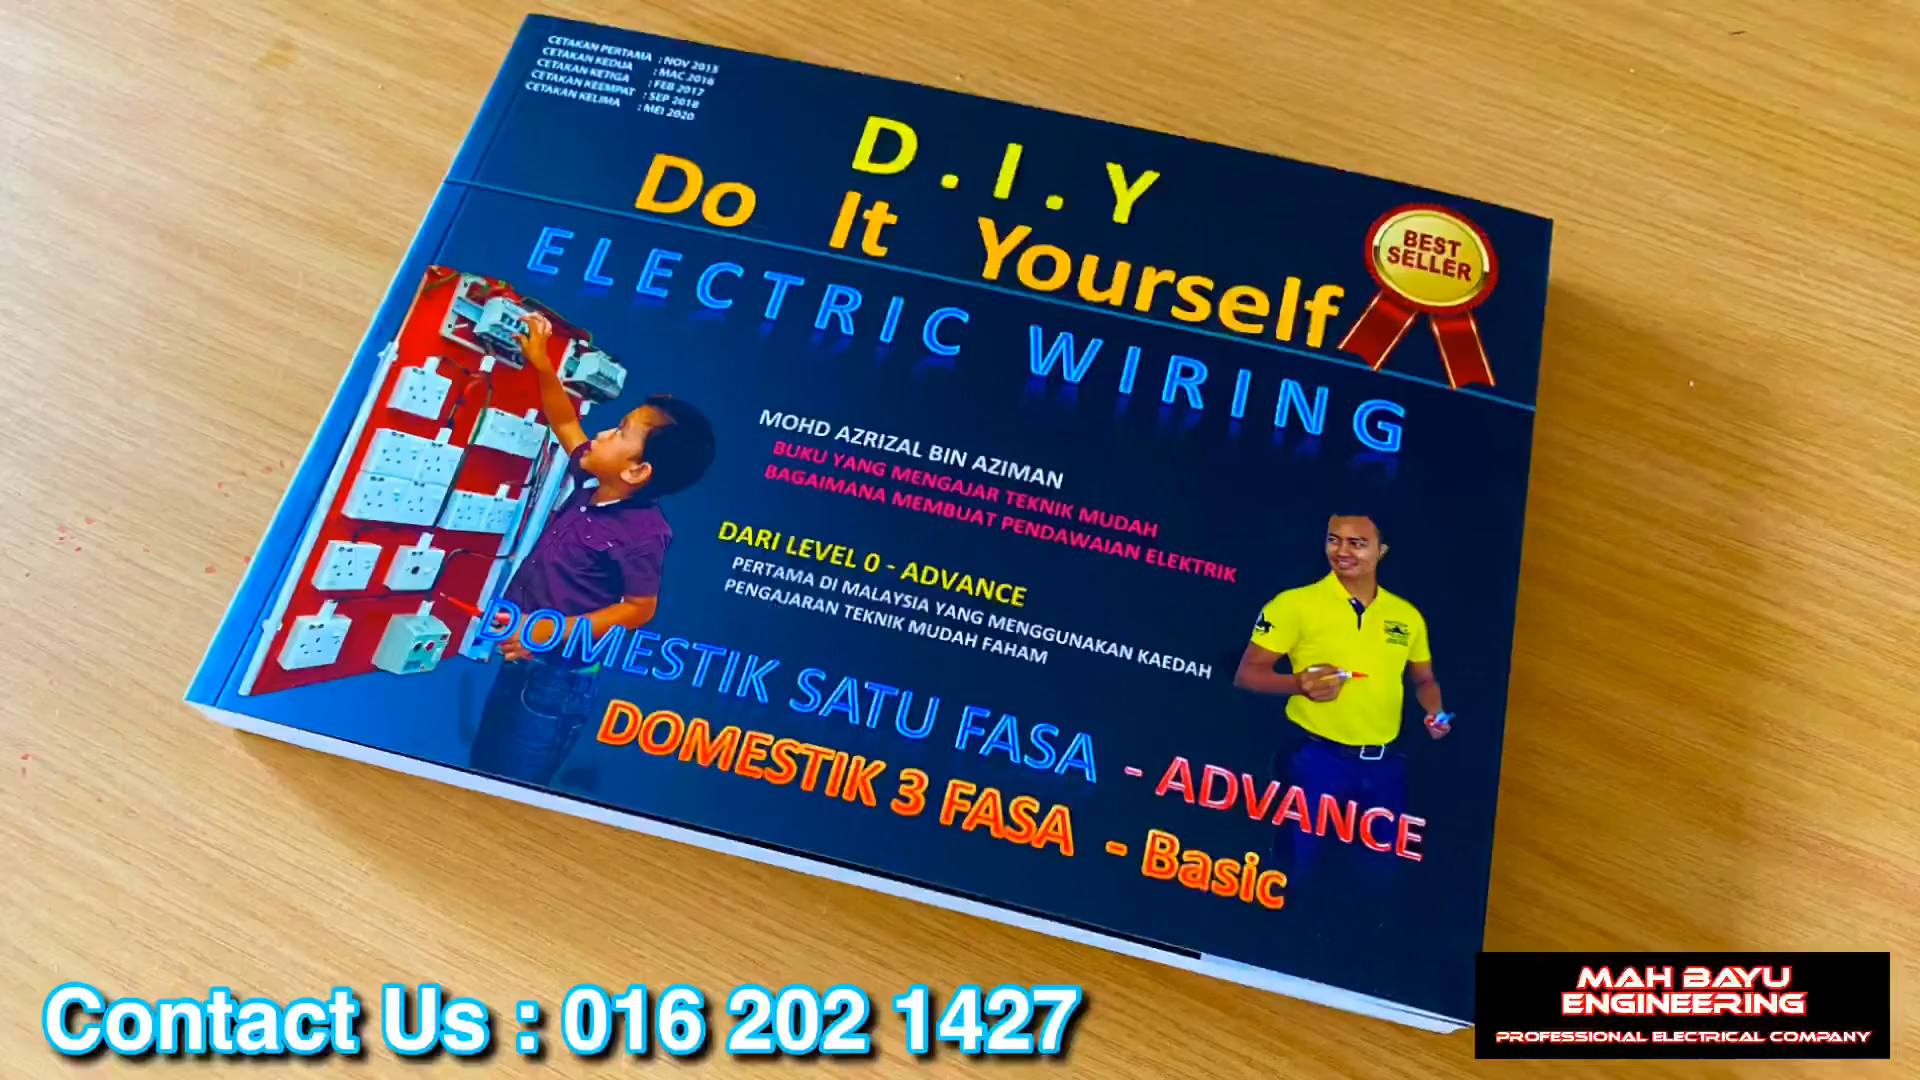 CETAKAN PERTAMA : NOV 2015
CETAKAN KEDUA : MAC 2016
CETAKAN KETIGA : FEB 2017
CETAKAN KEEMPAT : SEP 2018
CETAKAN KELIMA : MEI 2020
D.I.Y
Do It Yourself
BEST
SELLER
ELECTRIC WIRING
MOHD AZRIZAL BIN AZIMAN
BUKU YANG MENGAJAR TEKNIK MUDAH
BAGAIMANA MEMBUAT PENDAWAIAN ELEKTRIK
DARI LEVEL 0 - ADVANCE
PERTAMA DI MALAYSIA YANG MENGGUNAKAN KAEDAH
PENGAJARAN TEKNIK MUDAH FAHAM
DOMESTIK SATU FASA - ADVANCE
DOMESTIK 3 FASA - Basic
Contact Us : 016 202 1427
MAH BAYU
ENGINEERING
PROFESSIONAL ELECTRICAL COMPANY